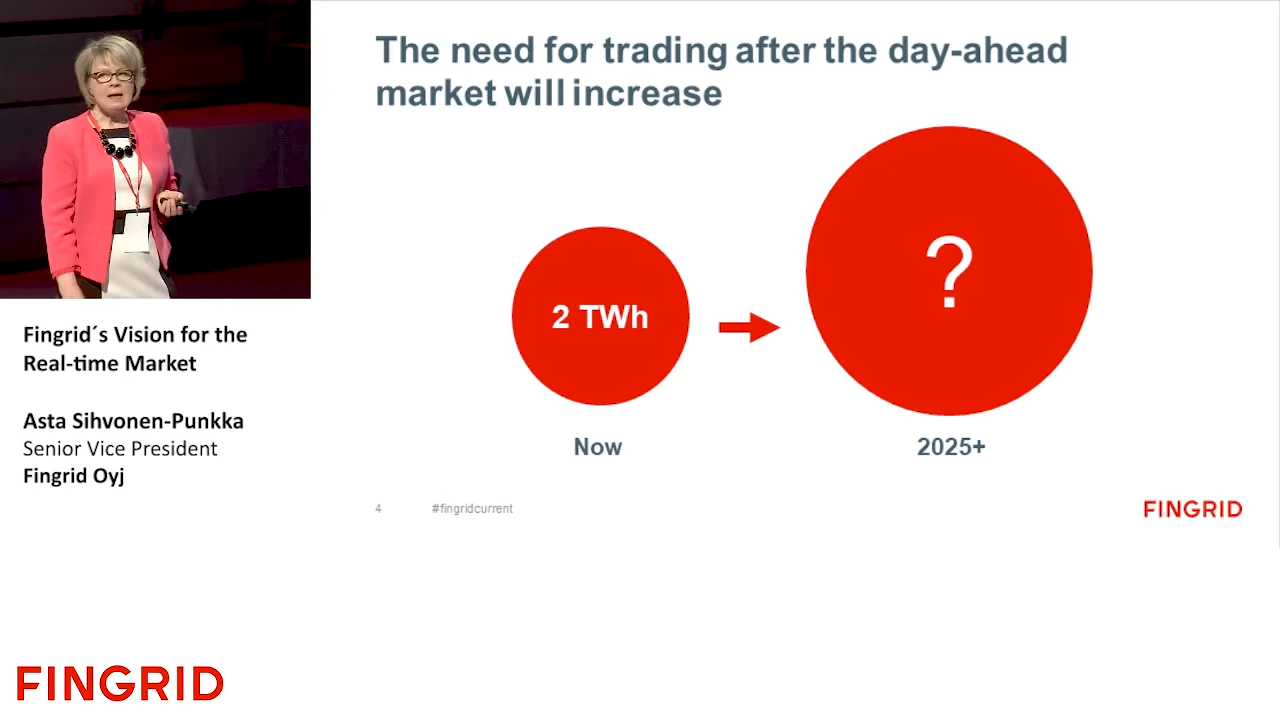 The need for trading after the day-ahead
market will increase
?
2 TWh
Now
2025+
4
#fingridcurrent
FINGRID
Fingrid´s Vision for the
Real-time Market
Asta Sihvonen-Punkka
Senior Vice President
Fingrid Oyj
FINGRID